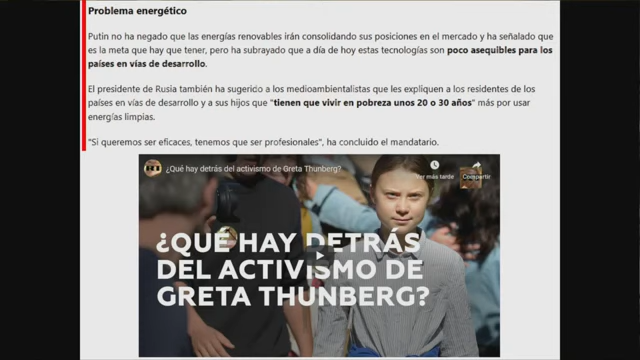 Problema energético
Putin no ha negado que las energías renovables irán consolidando sus posiciones en el mercado y ha señalado que
es la meta que hay que tener, pero ha subrayado que a día de hoy estas tecnologías son poco asequibles para los
países en vías de desarrollo.
El presidente de Rusia también ha sugerido a los medioambientalistas que les expliquen a los residentes de los
países en vías de desarrollo y a sus hijos que "tienen que vivir en pobreza unos 20 o 30 años" más por usar
energías limpias.
"Si queremos ser eficaces, tenemos que ser profesionales", ha concluido el mandatario.
¿Qué hay detrás del activismo de Greta Thunberg?
Ver más tarde
Compartir
¿QUÉ HAY DETRÁS
DEL ACTIVISMO DE
GRETA THUNBERG?